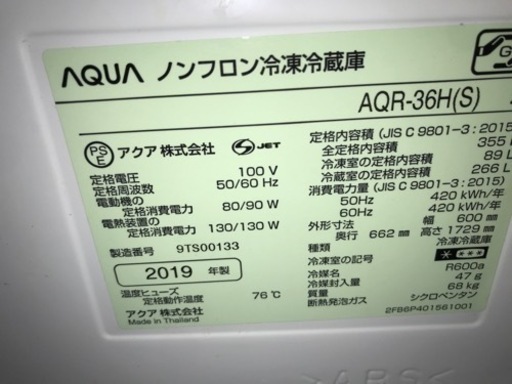 AQUA ノンフロン冷凍冷蔵庫
G
AQR-36H(S)
PS E アクア 株式会社 S JET
定格電圧 100 V
定格周波数 50/60 Hz
電動機の
定格消費電力 80/90 W
電熱装置の
定格消費電力 130/130 W
製造番号 9TS00133
2019 年製
温度ヒューズ
定格動作温度 76℃
アクア 株式会社
Made in Thailand
定格内容積 (JIS C 9801-3 : 2015)
全定格内容積 355
冷凍室の定格内容積 89 L
冷蔵室の定格内容積 266 L
消費電力量 (JIS C 9801-3 : 2015)
50Hz 420 kWh/年
60Hz 420 kWh/年
外形寸法 幅 600 mm
奥行 662 mm 高さ 1729 mm
種類 冷凍冷蔵庫
冷凍室の記号
冷媒 R600a
冷媒封入量 47 g
質量 68 kg
断熱発泡ガス シクロペンタン
2FB6P401561001
>ABS<